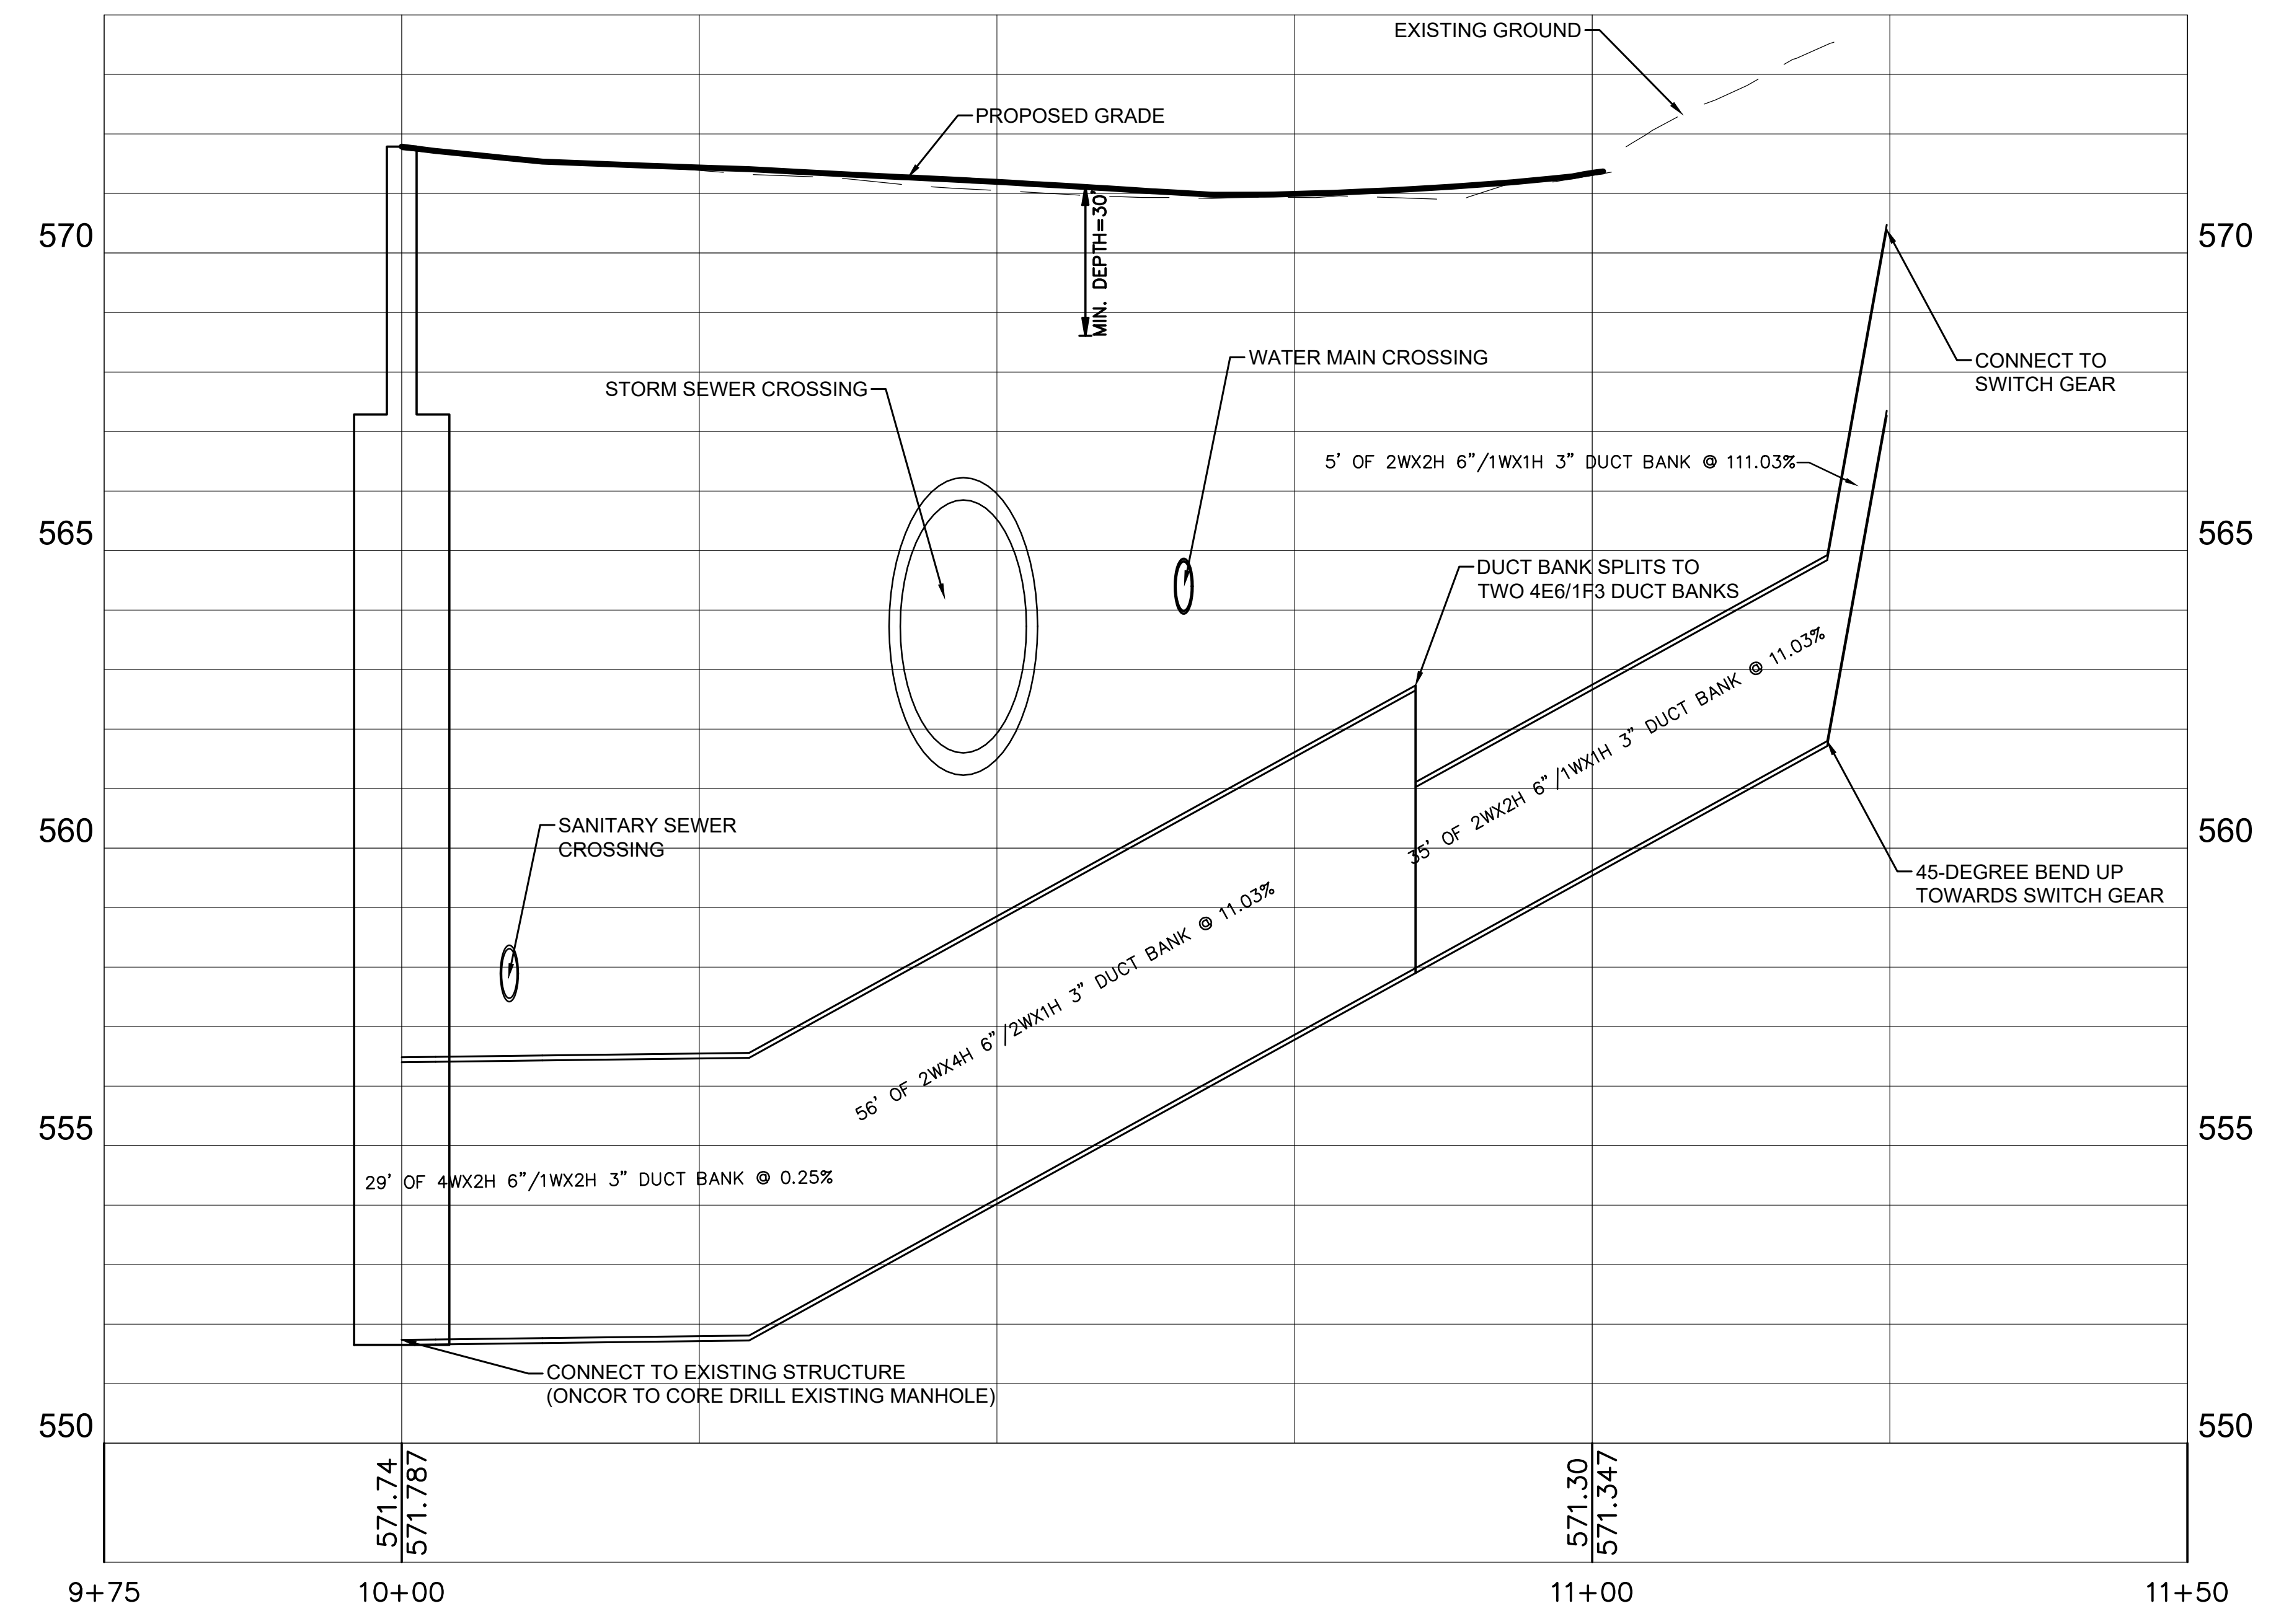 EXISTING GROUND
PROPOSED GRADE
MIN. DEPTH=30"
570
570
WATER MAIN CROSSING
CONNECT TO
SWITCH GEAR
STORM SEWER CROSSING
5' OF 2WX2H 6"/1WX1H 3" DUCT BANK @ 111.03%
565
565
DUCT BANK SPLITS TO
TWO 4E6/1F3 DUCT BANKS
35' OF 2WX2H 6"/1WX1H 3" DUCT BANK @ 11.03%
560
560
SANITARY SEWER
CROSSING
45-DEGREE BEND UP
TOWARDS SWITCH GEAR
56' OF 2WX4H 6"/2WX1H 3" DUCT BANK @ 11.03%
555
555
29' OF 4WX2H 6"/1WX2H 3" DUCT BANK @ 0.25%
CONNECT TO EXISTING STRUCTURE
(ONCOR TO CORE DRILL EXISTING MANHOLE)
550
550
571.74
571.787
571.30
571.347
9+75
10+00
11+00
11+50